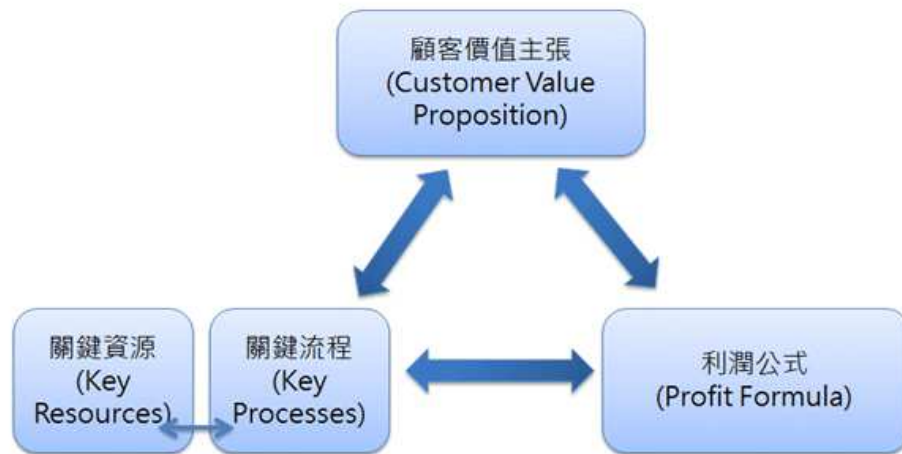 顧客價值主張
(Customer Value
Proposition)
關鍵資源
(Key
Resources)
關鍵流程
(Key
Processes)
利潤公式
(Profit Formula)